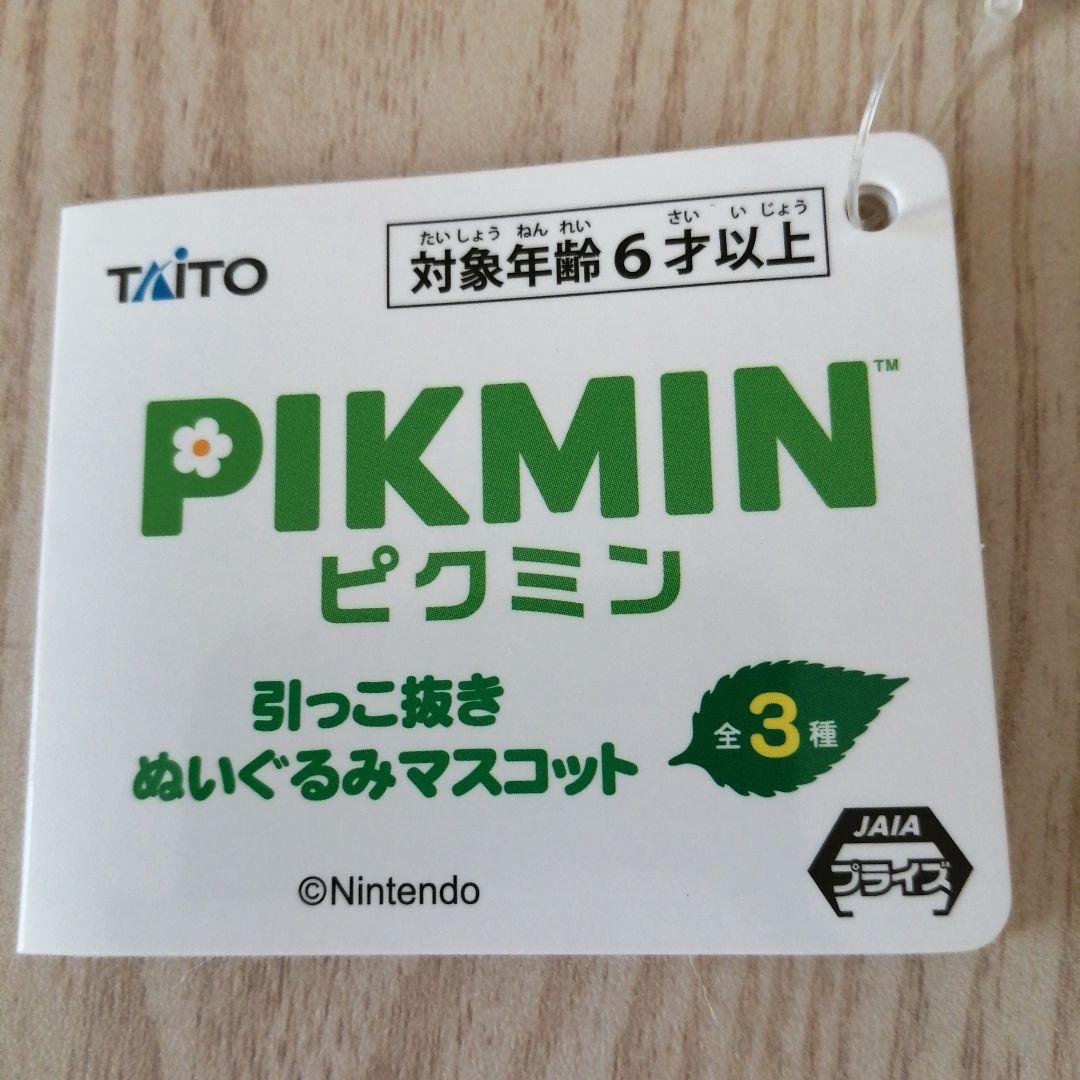 TAITO
たいしょう ねん れい さい い じょう
対象年齢6才以上
PIKMIN™
ピクミン
引っこ抜き
ぬいぐるみマスコット
全3種
JAIA
プライズ
©Nintendo